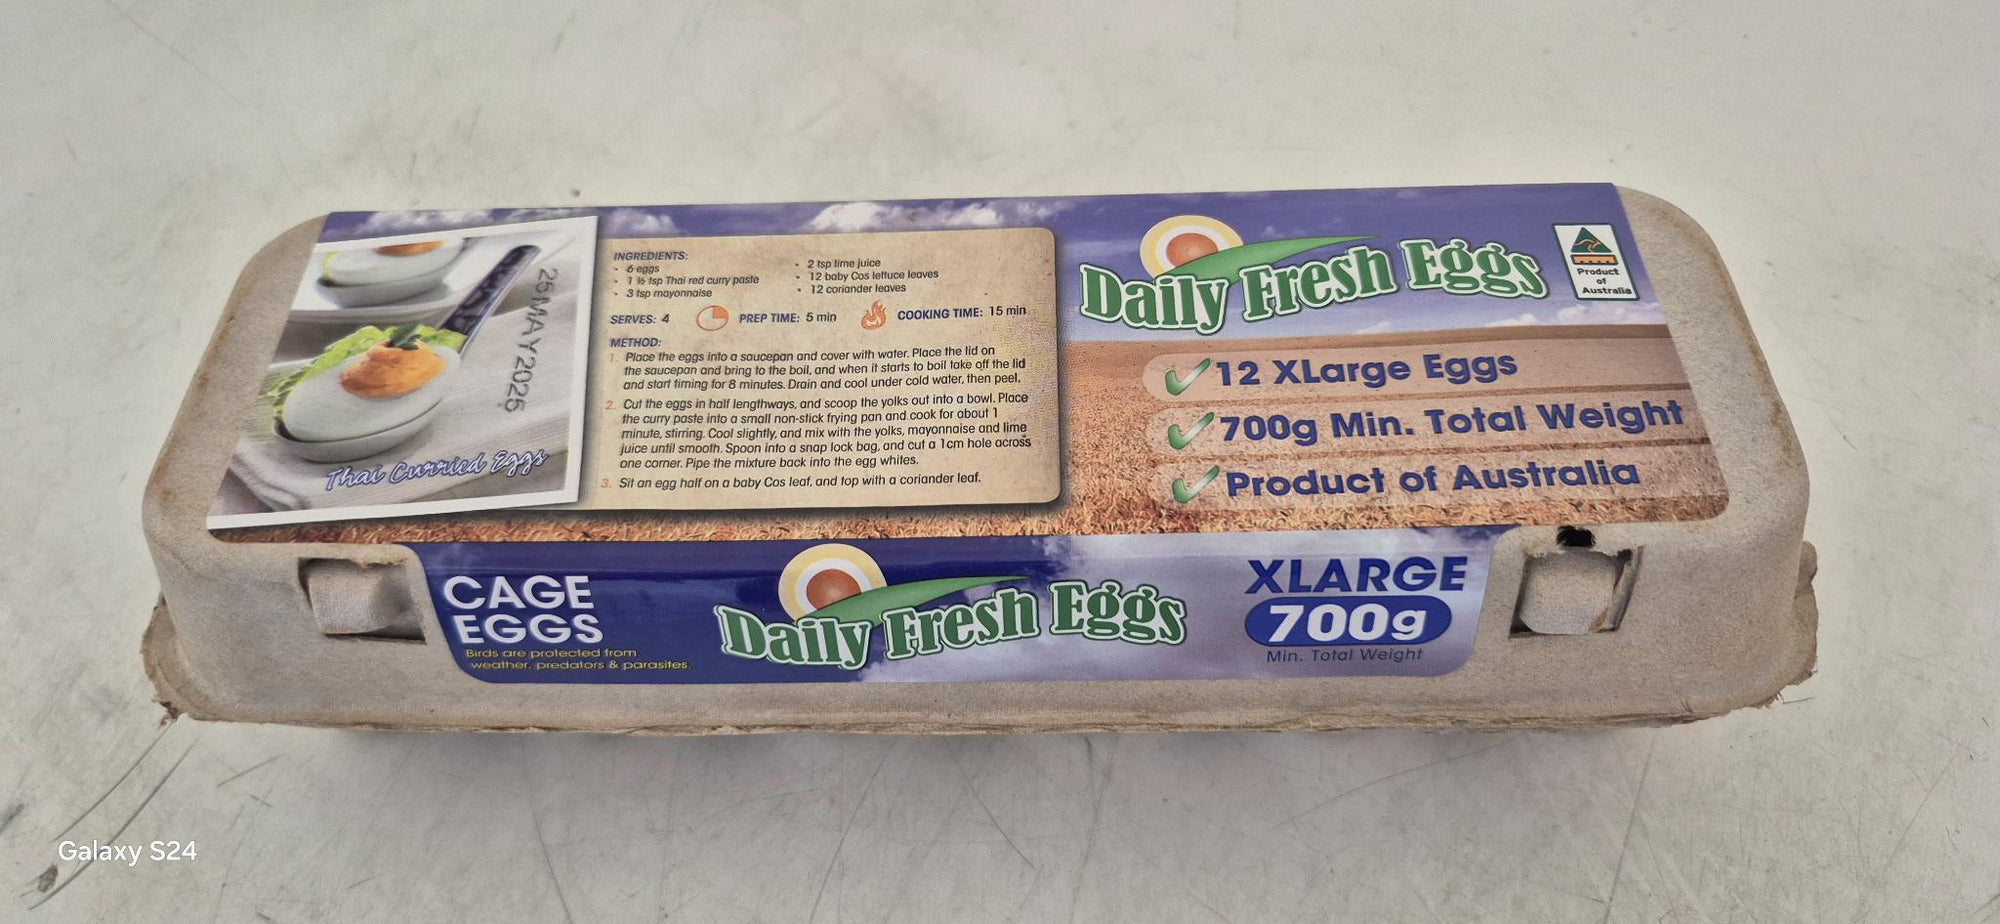 25MAY2025
Thai Curried Eggs
INGREDIENTS:
• 6 eggs
• 1 ½ tsp Thai red curry paste
• 3 tsp mayonnaise
• 2 tsp lime juice
• 12 baby Cos lettuce leaves
• 12 coriander leaves
SERVES: 4 PREP TIME: 5 min COOKING TIME: 15 min
METHOD:
1. Place the eggs into a saucepan and cover with water. Place the lid on
the saucepan and bring to the boil, and when it starts to boil take off the lid
and start timing for 8 minutes. Drain and cool under cold water, then peel.
2. Cut the eggs in half lengthways, and scoop the yolks out into a bowl. Place
the curry paste into a small non-stick frying pan and cook for about 1
minute, stirring. Cool slightly, and mix with the yolks, mayonnaise and lime
juice until smooth. Spoon into a snap lock bag, and cut a 1cm hole across
one corner. Pipe the mixture back into the egg whites.
3. Sit an egg half on a baby Cos leaf, and top with a coriander leaf.
Daily Fresh Eggs
Product
of
Australia
12 XLarge Eggs
700g Min. Total Weight
Product of Australia
CAGE
EGGS
Birds are protected from
weather, predators & parasites.
Daily Fresh Eggs
XLARGE
700g
Min. Total Weight
Galaxy S24